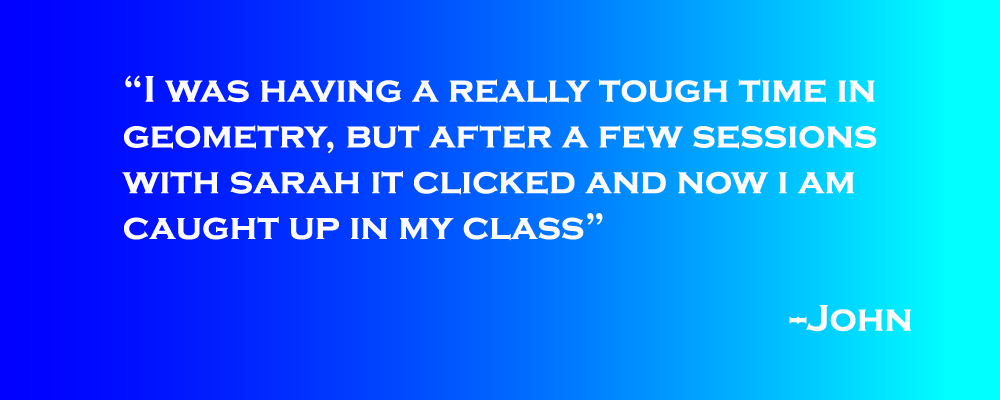 “I was having a really tough time in
geometry, but after a few sessions
with sarah it clicked and now i am
caught up in my class”
--John